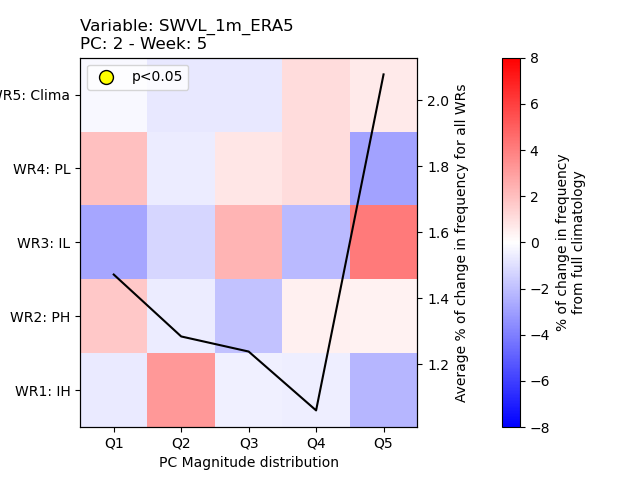 Variable: SWVL_1m_ERA5
PC: 2 - Week: 5
p<0.05
WR5: Clima
WR4: PL
WR3: IL
WR2: PH
WR1: IH
Q1 Q2 Q3 Q4 Q5
PC Magnitude distribution
2.0
1.8
1.6
1.4
1.2
Average % of change in frequency for all WRs
8
6
4
2
0
−2
−4
−6
−8
% of change in frequency
from full climatology